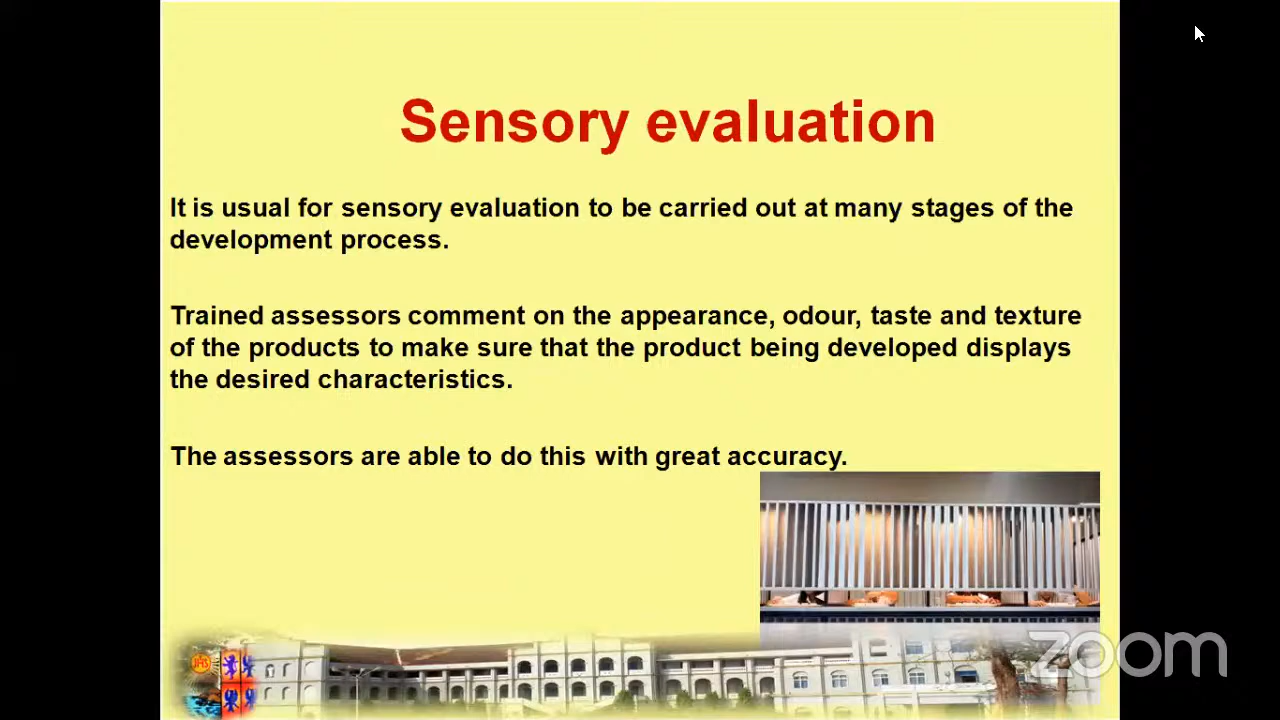 Sensory evaluation
It is usual for sensory evaluation to be carried out at many stages of the
development process.
Trained assessors comment on the appearance, odour, taste and texture
of the products to make sure that the product being developed displays
the desired characteristics.
The assessors are able to do this with great accuracy.
JHS
zoom